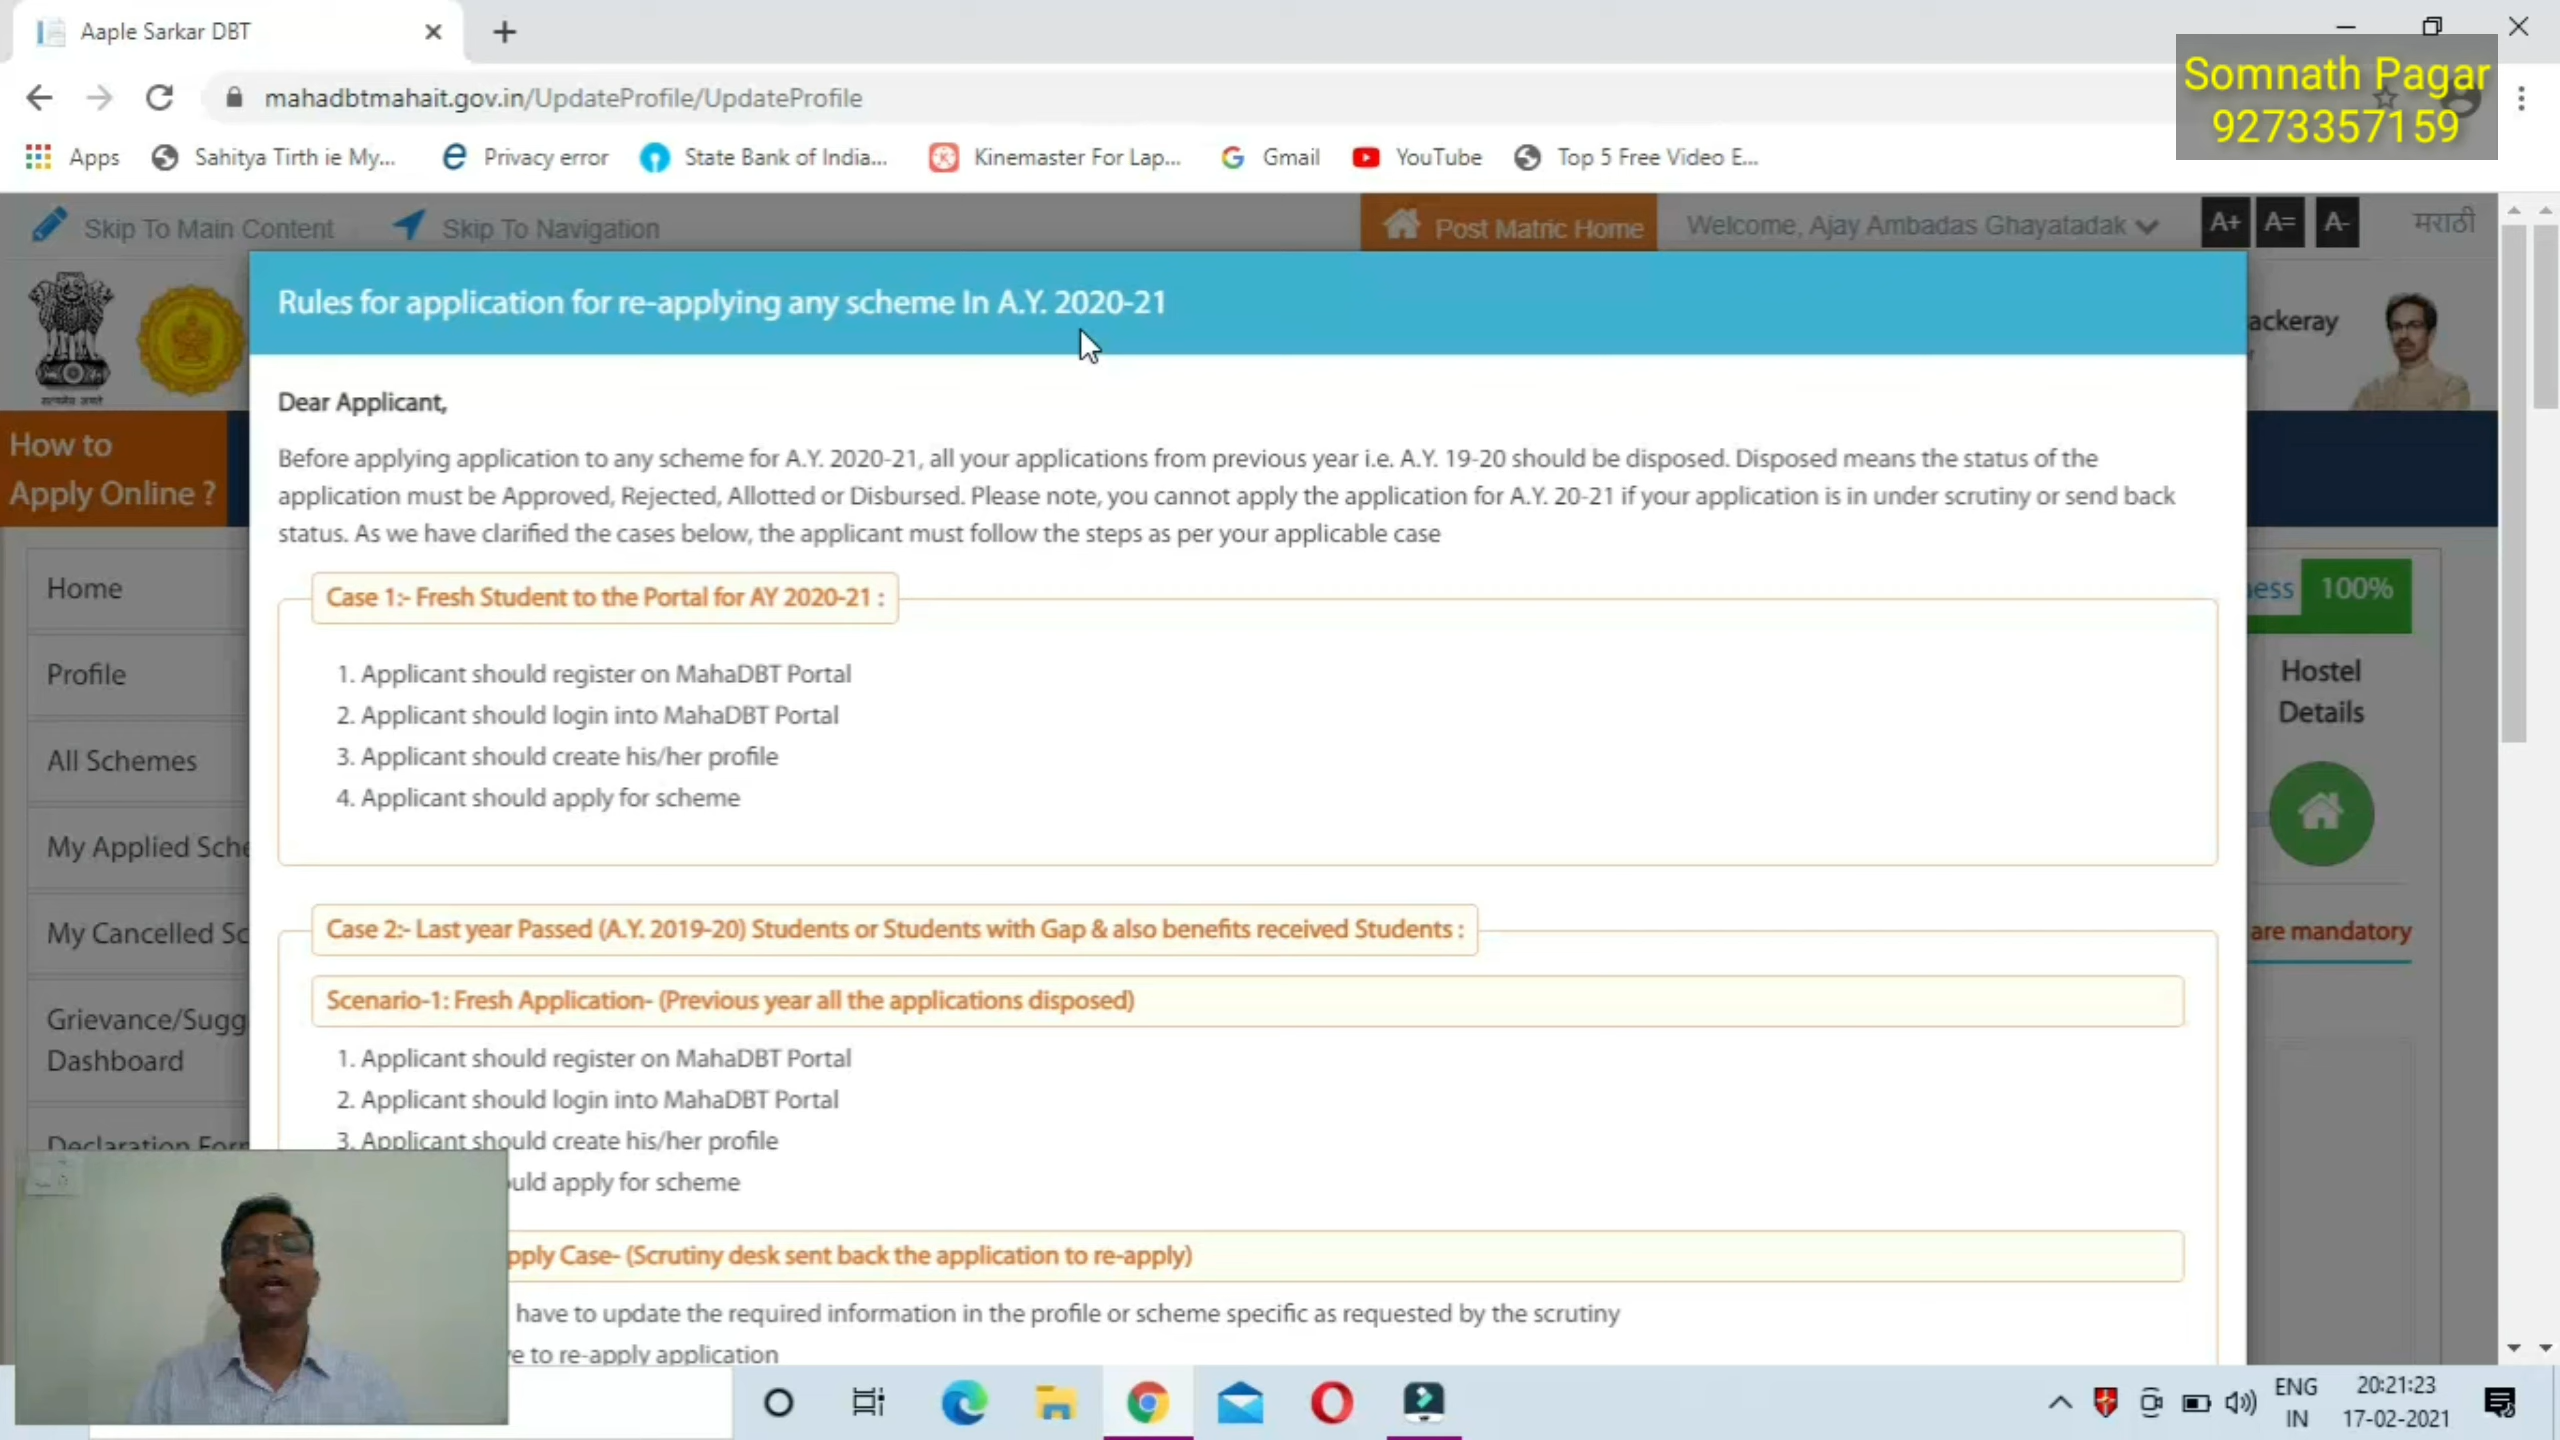 Aaple Sarkar DBT
Somnath Pagar
9273357159
mahadbtmahait.gov.in/UpdateProfile/UpdateProfile
Apps Sahitya Tirth ie My... Privacy error State Bank of India... Kinemaster For Lap... Gmail YouTube Top 5 Free Video E...
Skip To Main Content Skip To Navigation Post Matric Home Welcome, Ajay Ambadas Ghayatadak A+ A= A- मराठी
Rules for application for re-applying any scheme In A.Y. 2020-21
ackeray
सत्यमेव जयते
Dear Applicant,
How to
Apply Online ?
Before applying application to any scheme for A.Y. 2020-21, all your applications from previous year i.e. A.Y. 19-20 should be disposed. Disposed means the status of the
application must be Approved, Rejected, Allotted or Disbursed. Please note, you cannot apply the application for A.Y. 20-21 if your application is in under scrutiny or send back
status. As we have clarified the cases below, the applicant must follow the steps as per your applicable case
Home
Profile
All Schemes
My Applied Sche
My Cancelled Sc
Grievance/Sugg
Dashboard
Declaration Form
Case 1:- Fresh Student to the Portal for AY 2020-21 :
1. Applicant should register on MahaDBT Portal
2. Applicant should login into MahaDBT Portal
3. Applicant should create his/her profile
4. Applicant should apply for scheme
ess 100%
Hostel
Details
are mandatory
Case 2:- Last year Passed (A.Y. 2019-20) Students or Students with Gap & also benefits received Students :
Scenario-1: Fresh Application- (Previous year all the applications disposed)
1. Applicant should register on MahaDBT Portal
2. Applicant should login into MahaDBT Portal
3. Applicant should create his/her profile
uld apply for scheme
pply Case- (Scrutiny desk sent back the application to re-apply)
have to update the required information in the profile or scheme specific as requested by the scrutiny
e to re-apply application
ENG
IN
20:21:23
17-02-2021